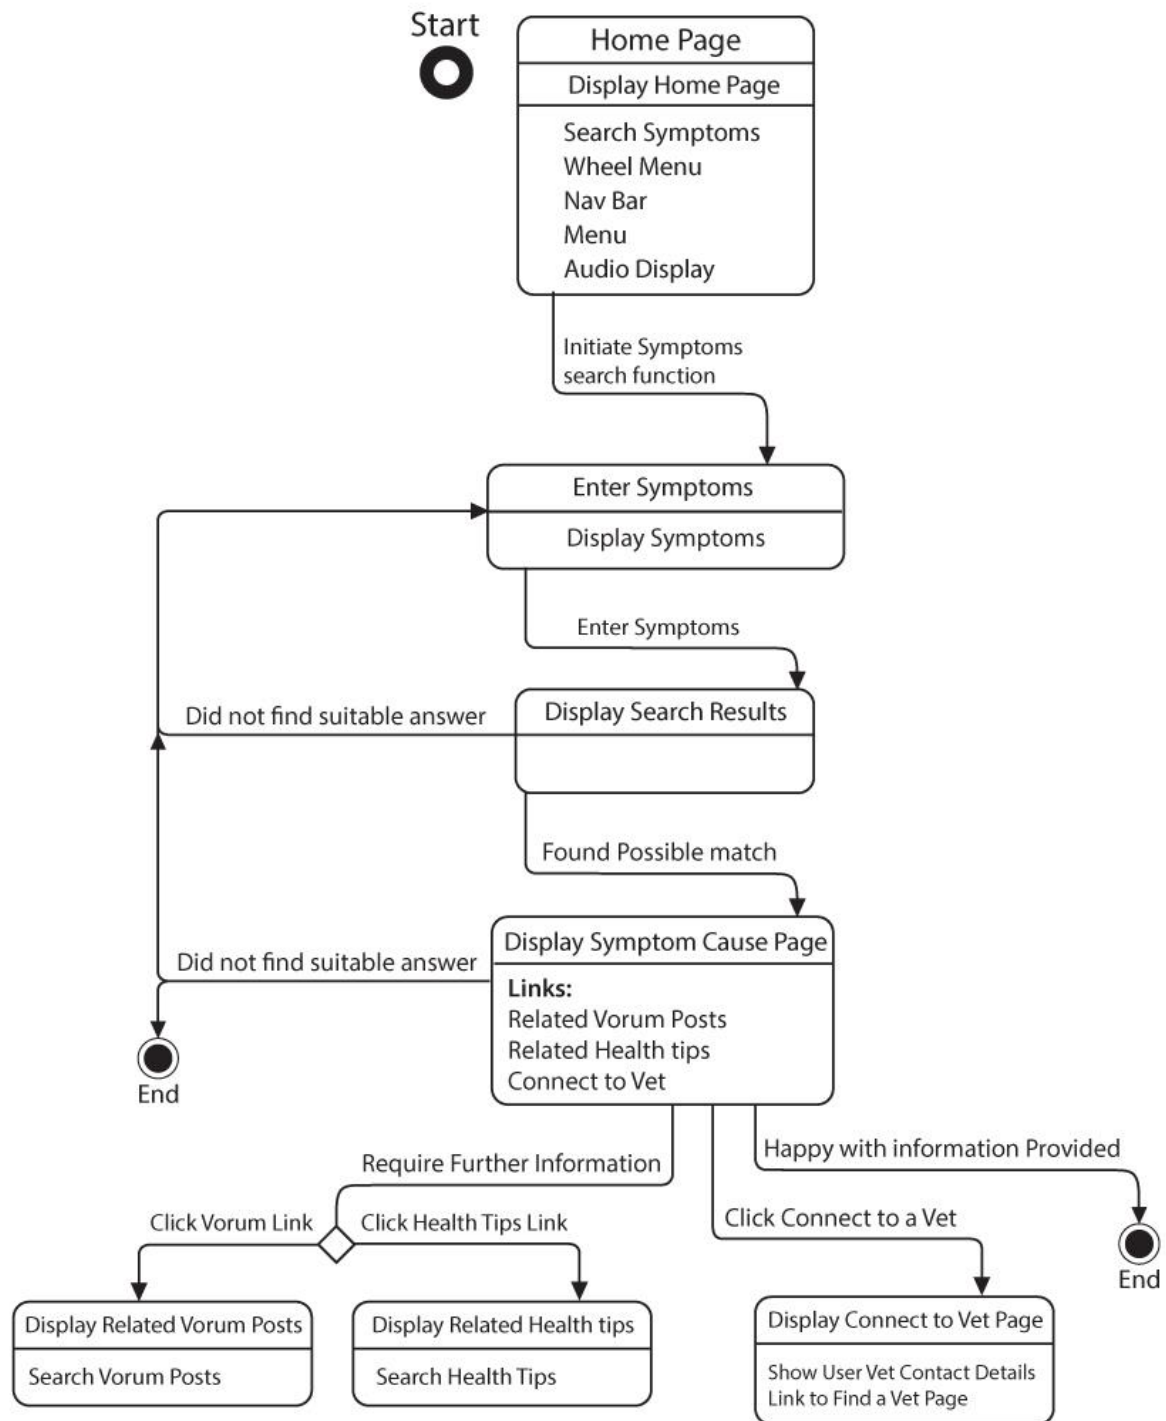 Start
Home Page
Display Home Page
Search Symptoms
Wheel Menu
Nav Bar
Menu
Audio Display
Initiate Symptoms
search function
Enter Symptoms
Display Symptoms
Enter Symptoms
Did not find suitable answer
Display Search Results
Found Possible match
Did not find suitable answer
Display Symptom Cause Page
Links:
Related Vorum Posts
Related Health tips
Connect to Vet
End
Require Further Information
Happy with information Provided
Click Vorum Link
Click Health Tips Link
Click Connect to a Vet
End
Display Related Vorum Posts
Search Vorum Posts
Display Related Health tips
Search Health Tips
Display Connect to Vet Page
Show User Vet Contact Details
Link to Find a Vet Page